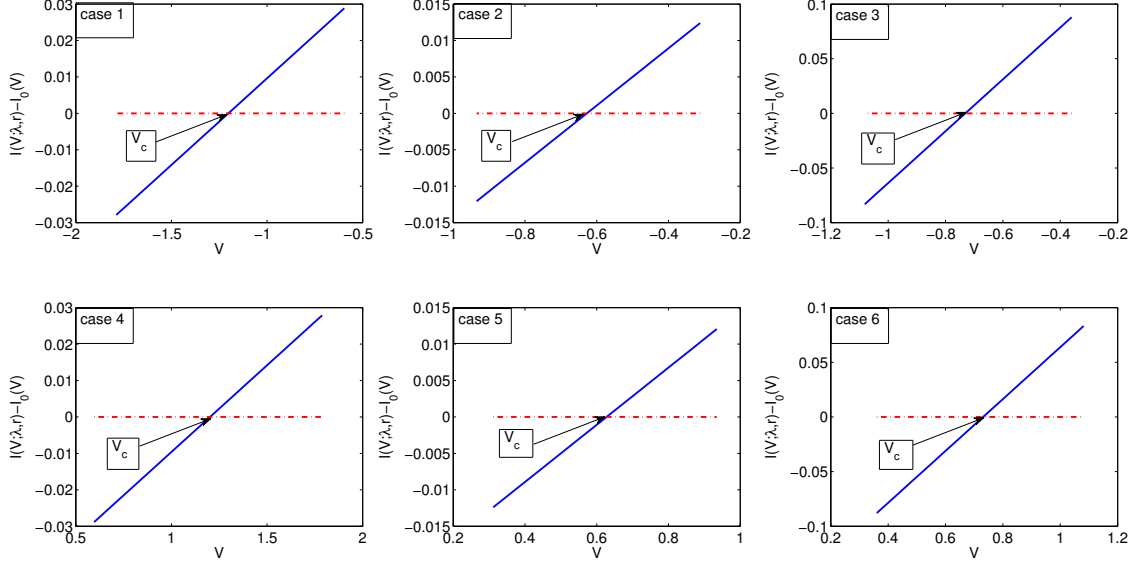 case 1
I(V;λ,r)−I0(V)
0.03
0.02
0.01
0
−0.01
−0.02
−0.03
Vc
−2
−1.5
−1
−0.5
V
case 2
I(V;λ,r)−I0(V)
0.015
0.01
0.005
0
−0.005
−0.01
−0.015
Vc
−1
−0.8
−0.6
−0.4
−0.2
V
case 3
I(V;λ,r)−I0(V)
0.1
0.05
0
−0.05
−0.1
Vc
−1.2
−1
−0.8
−0.6
−0.4
−0.2
V
case 4
I(V;λ,r)−I0(V)
0.03
0.02
0.01
0
−0.01
−0.02
−0.03
Vc
0.5
1
1.5
2
V
case 5
I(V;λ,r)−I0(V)
0.015
0.01
0.005
0
−0.005
−0.01
−0.015
Vc
0.2
0.4
0.6
0.8
1
V
case 6
I(V;λ,r)−I0(V)
0.1
0.05
0
−0.05
−0.1
Vc
0.2
0.4
0.6
0.8
1
1.2
V